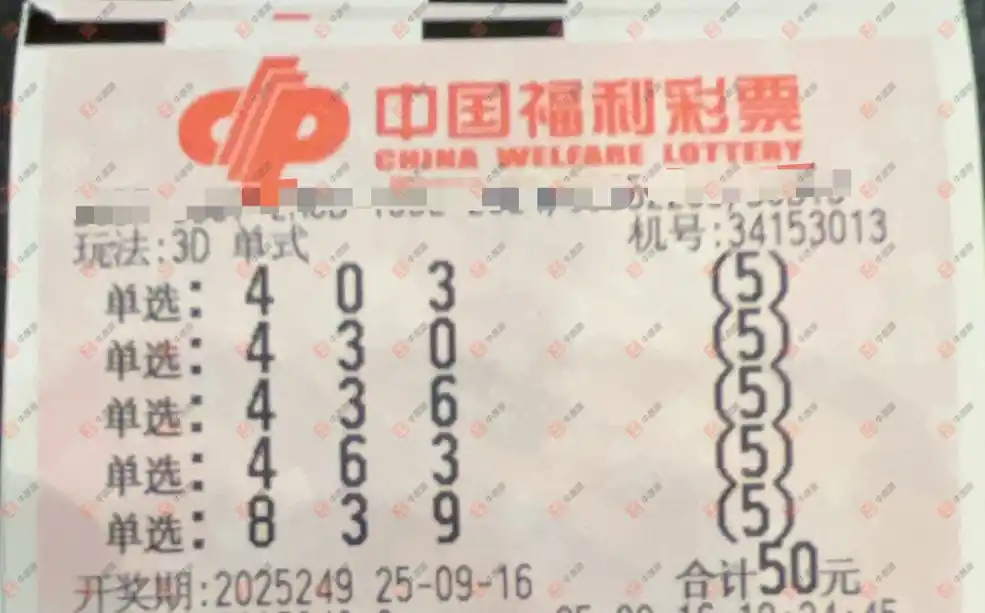 中国福利彩票
CHINA WELFARE LOTTERY
玩法:3D 单式 机号:34153013
单选: 4 0 3 (5)
单选: 4 3 0 (5)
单选: 4 3 6 (5)
单选: 4 6 3 (5)
单选: 8 3 9 (5)
开奖期:2025249 25-09-16 合计50元